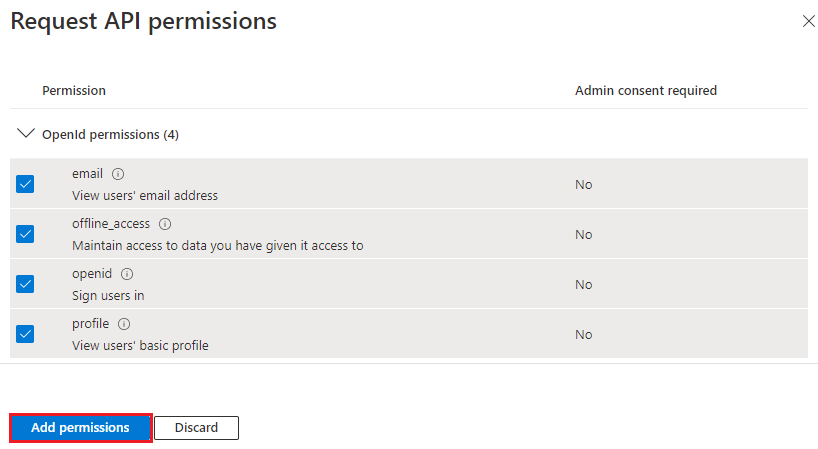 Request API permissions
Permission
Admin consent required
OpenId permissions (4)
email
View users' email address
No
offline_access
Maintain access to data you have given it access to
No
openid
Sign users in
No
profile
View users' basic profile
No
Add permissions
Discard